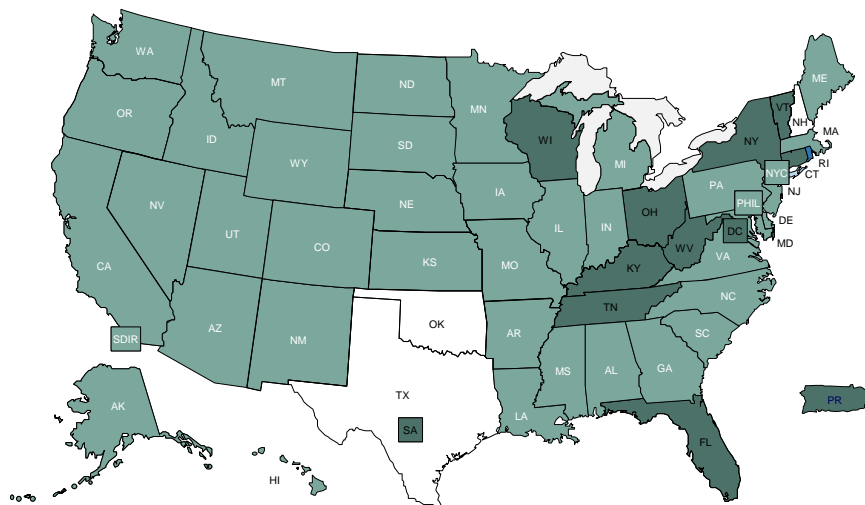 WA
MT
ND
MN
ME
VT
NH
OR
ID
WI
NY
MA
SD
MI
RI
WY
CT
NYC
IA
PA
NJ
NE
PHIL
NV
OH
IL
IN
DE
UT
CO
DC
MD
WV
CA
KS
MO
VA
KY
NC
TN
AZ
OK
AR
SC
NM
SDIR
MS
AL
GA
TX
PR
AK
LA
SA
FL
HI